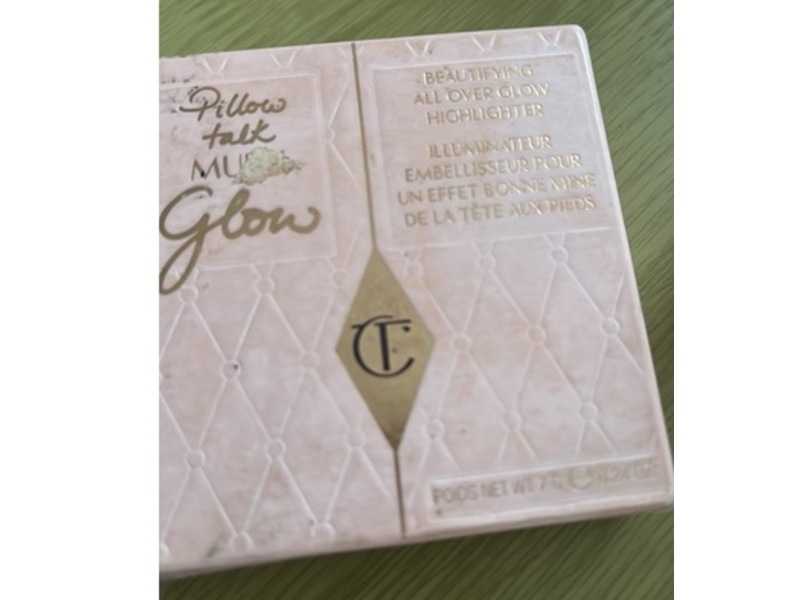 Pillow
talk
Glow
BEAUTIFYING
ALL OVER GLOW
HIGHLIGHTER
ILLUMINATEUR
EMBELLISSEUR POUR
UN EFFET BONNE MINE
DE LA TÊTE AUX PIEDS
CT
POIDS NET WT. 7 G ℮ 0.24 OZ